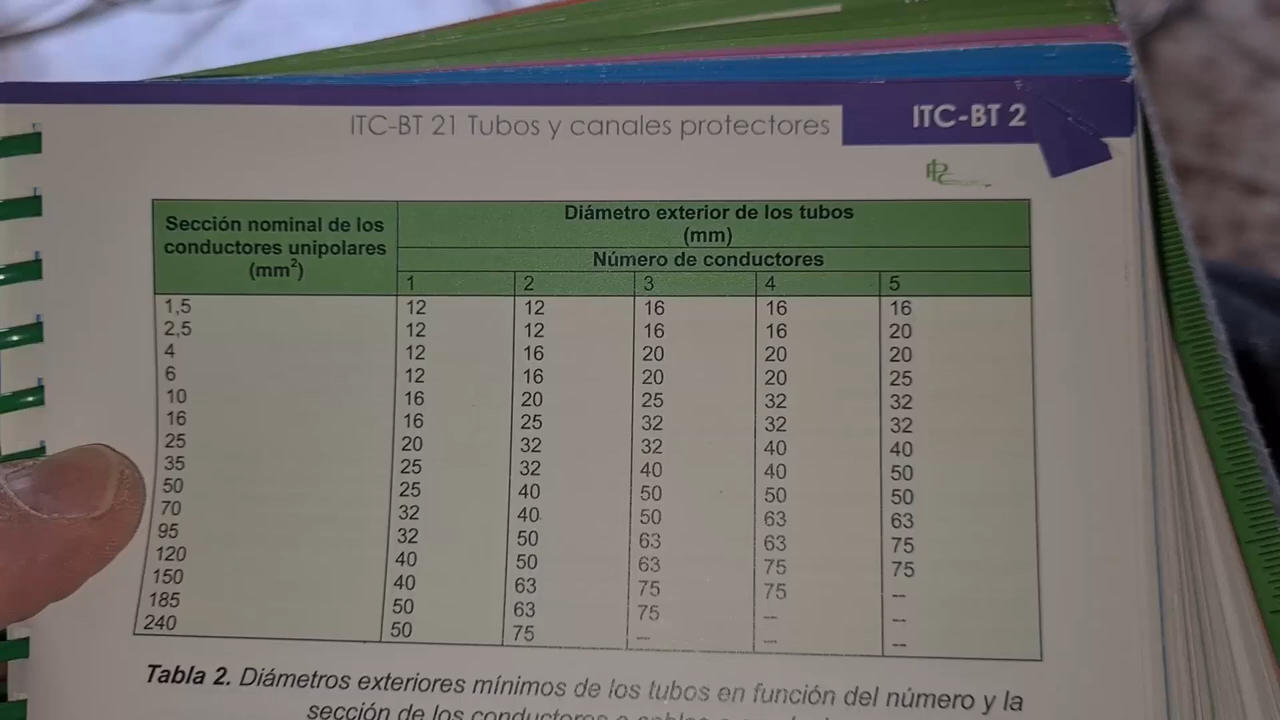 ITC-BT 21 Tubos y canales protectores
ITC-BT 2
Sección nominal de los conductores unipolares (mm²)
Diámetro exterior de los tubos
(mm)
Número de conductores
1 2 3 4 5
1,5 12 12 16 16 16
2,5 12 12 16 16 20
4 12 16 20 20 20
6 12 16 20 20 25
10 16 20 25 32 32
16 16 25 32 32 32
25 20 32 32 40 40
35 25 32 40 40 50
50 25 40 50 50 50
70 32 40 50 63 63
95 32 50 63 63 75
120 40 50 63 75 75
150 40 63 75 75 --
185 50 63 75 -- --
240 50 75 -- -- --
Tabla 2. Diámetros exteriores mínimos de los tubos en función del número y la
sección de los conductores